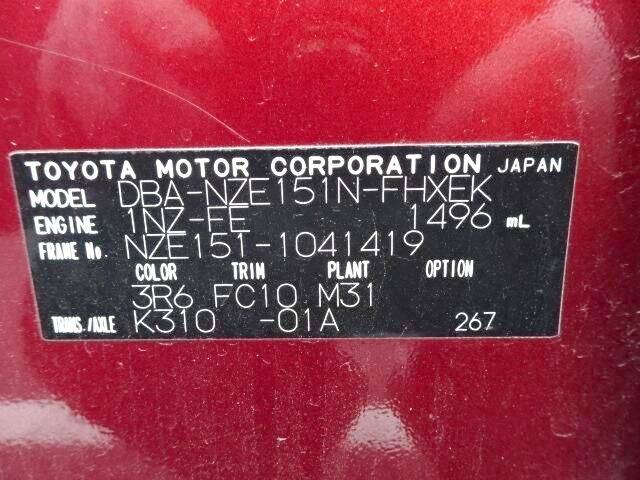 TOYOTA MOTOR CORPORATION JAPAN
MODEL DBA-NZE151N-FHXEK
ENGINE 1NZ-FE 1496 mL
FRAME No. NZE151-1041419
COLOR TRIM PLANT OPTION
3R6 FC10 M31
TRANS./AXLE K310 -01A 267